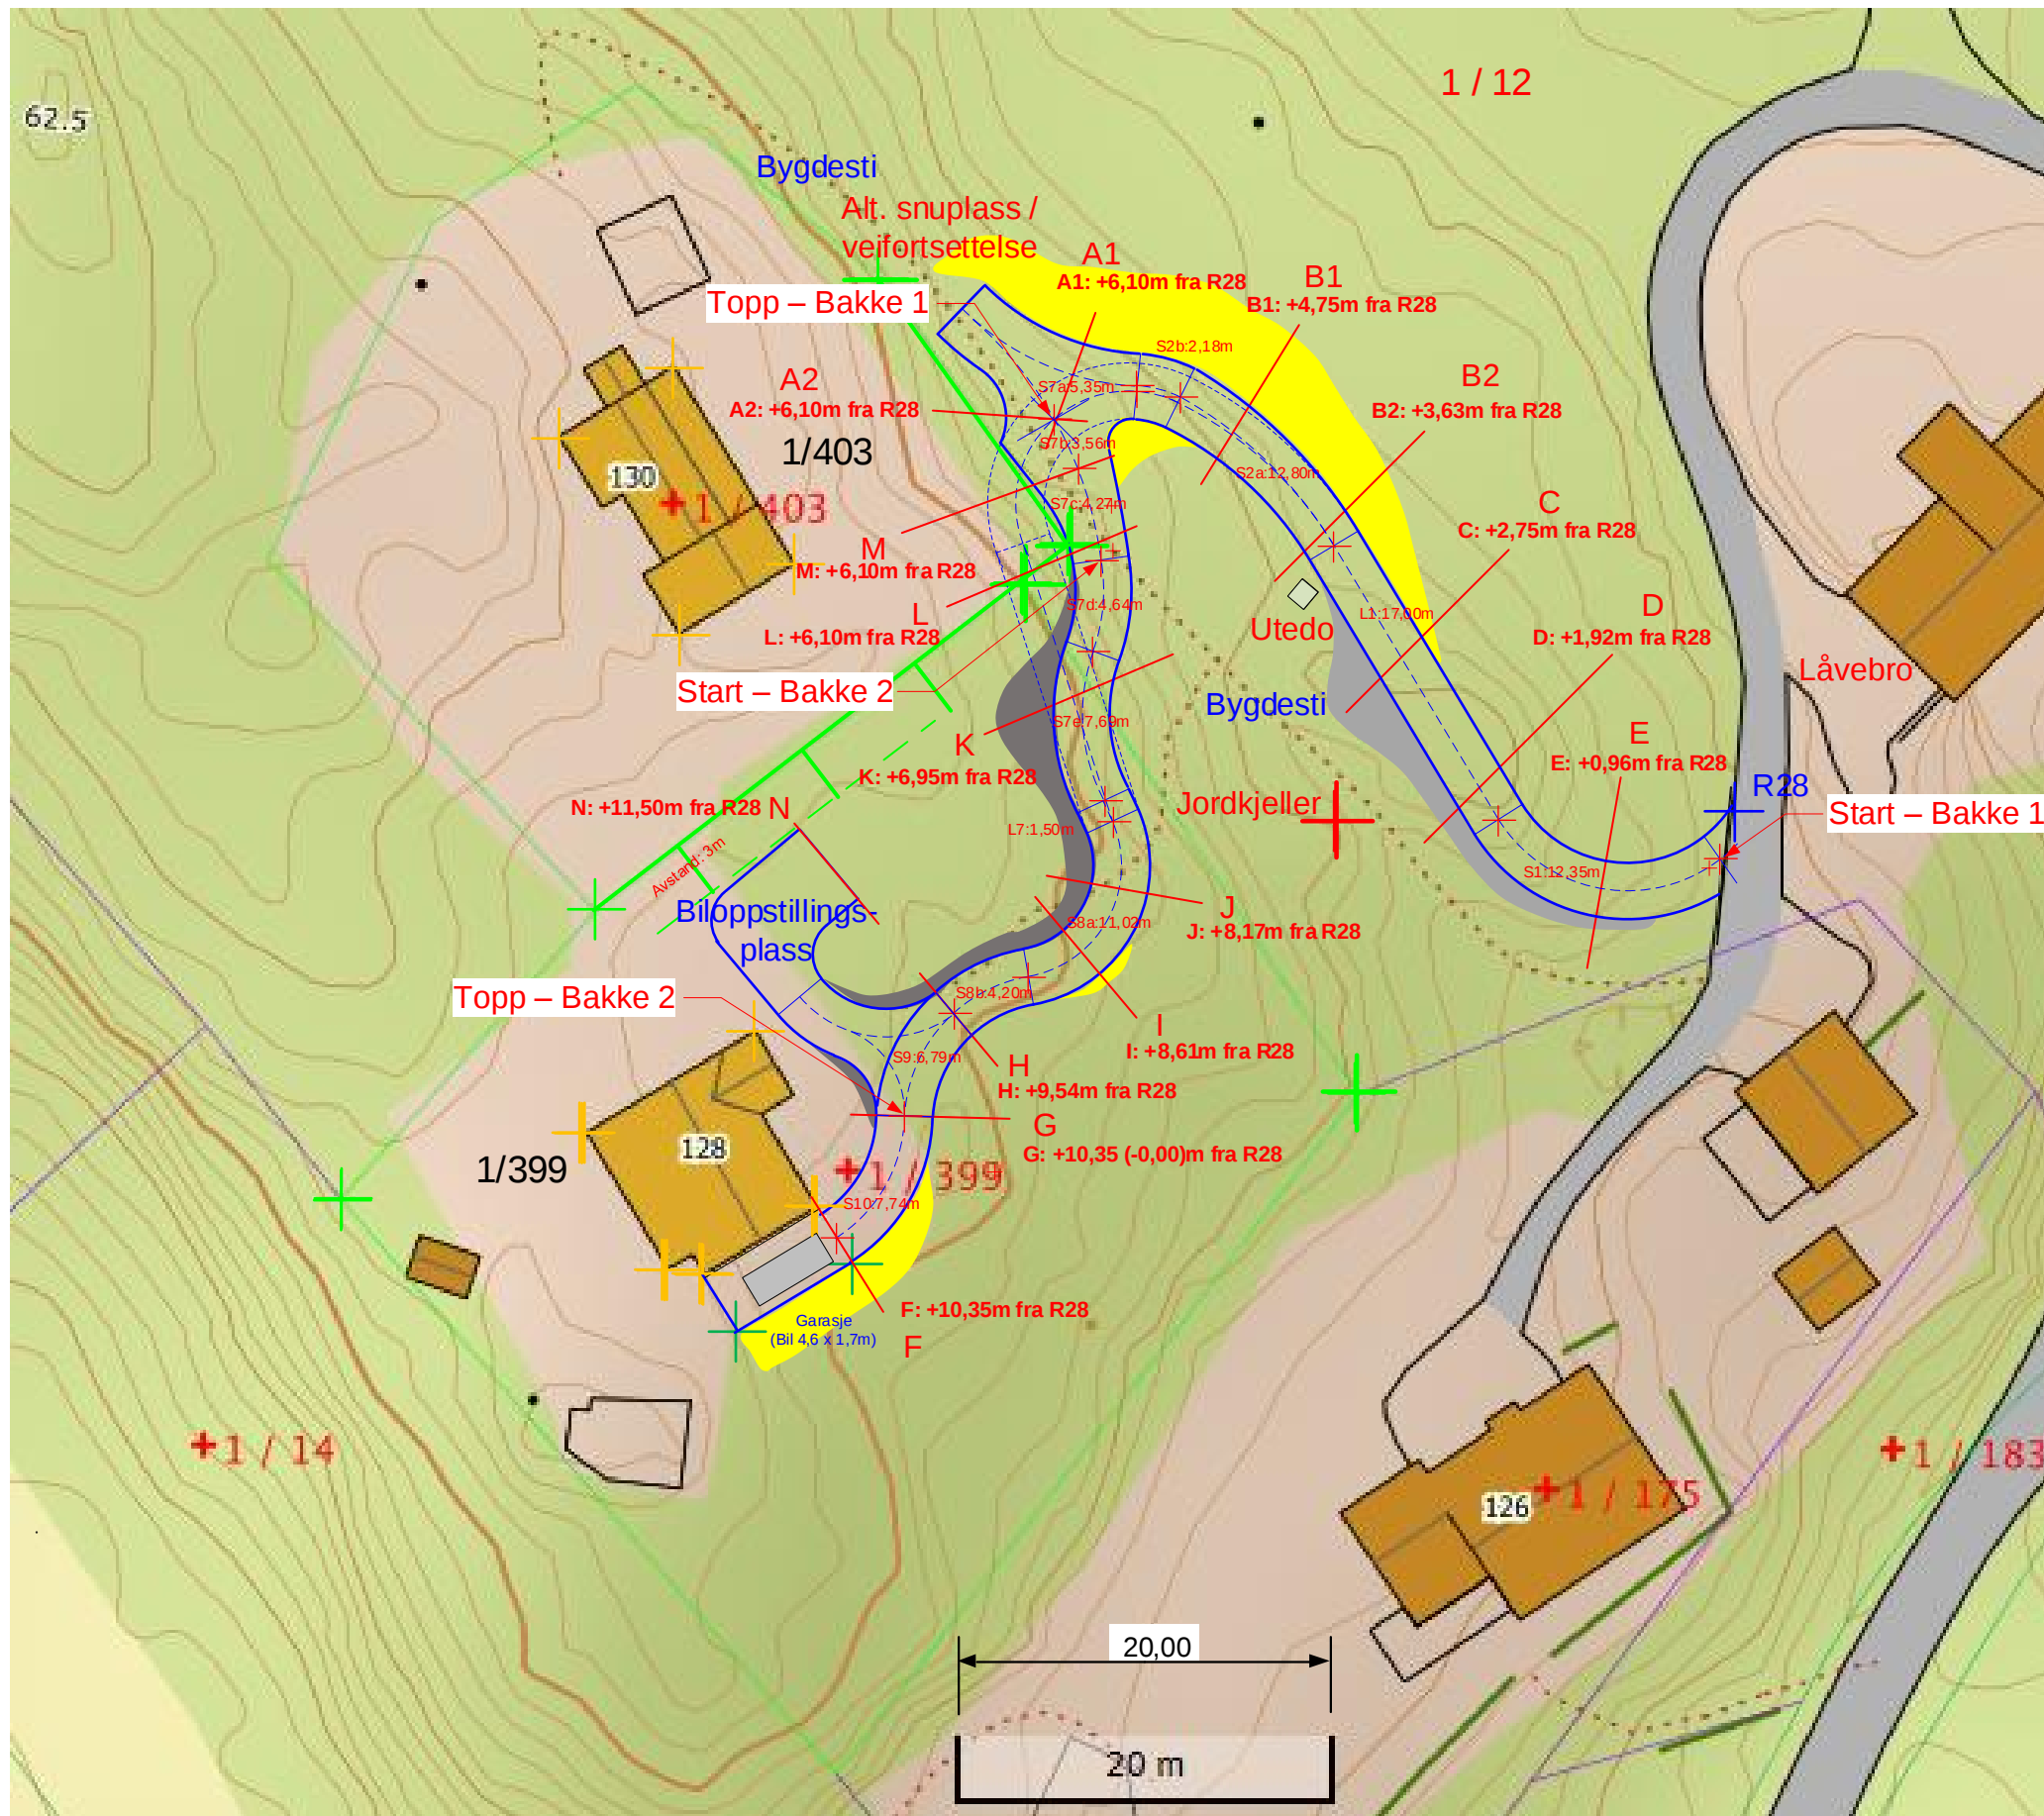 1 / 12
62.5
Bygdesti
Alt. snuplass /
veifortsettelse
A1
A1: +6,10m fra R28
B1
B1: +4,75m fra R28
Topp – Bakke 1
S2b:2,18m
A2
A2: +6,10m fra R28
S7a:5,35m
B2
B2: +3,63m fra R28
1/403
130
1 / 403
S7b:3,56m
S2a:12,80m
S7c:4,27m
C
C: +2,75m fra R28
M
M: +6,10m fra R28
L
L: +6,10m fra R28
S7d:4,64m
Utedo
L1:17,00m
D
D: +1,92m fra R28
Start – Bakke 2
Bygdesti
Låvebro
K
K: +6,95m fra R28
S7e:7,69m
E
E: +0,96m fra R28
R28
Start – Bakke 1
N: +11,50m fra R28
N
Jordkjeller
L7:1,50m
Avstand: 3m
S1:12,35m
Biloppstillings-
plass
S8a:11,02m
J
J: +8,17m fra R28
Topp – Bakke 2
S8b:4,20m
I
I: +8,61m fra R28
S9:6,79m
H
H: +9,54m fra R28
G
G: +10,35 (-0,00)m fra R28
128
1/399
1 / 399
S10:7,74m
F: +10,35m fra R28
F
Garasje
(Bil 4,6 x 1,7m)
1 / 14
126
1 / 175
1 / 183
20,00
20 m